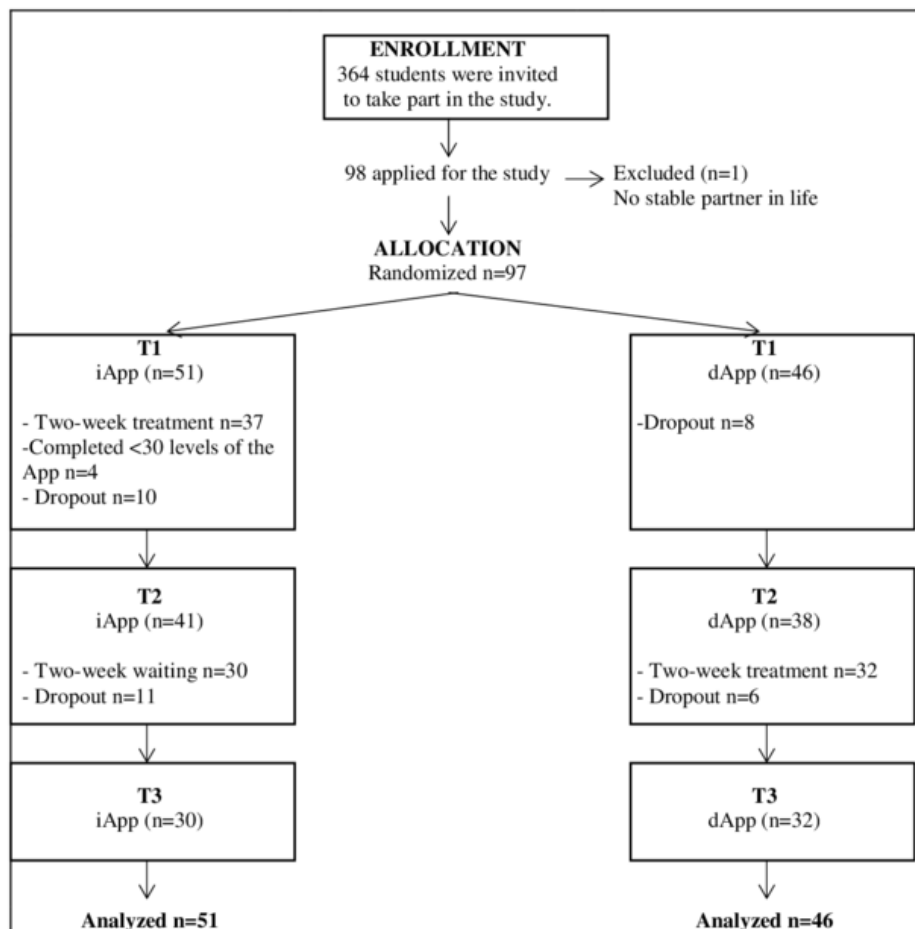 ENROLLMENT
364 students were invited
to take part in the study.
98 applied for the study
Excluded (n=1)
No stable partner in life
ALLOCATION
Randomized n=97
T1
iApp (n=51)
- Two-week treatment n=37
-Completed <30 levels of the
App n=4
- Dropout n=10
T1
dApp (n=46)
-Dropout n=8
T2
iApp (n=41)
- Two-week waiting n=30
- Dropout n=11
T2
dApp (n=38)
- Two-week treatment n=32
- Dropout n=6
T3
iApp (n=30)
T3
dApp (n=32)
Analyzed n=51
Analyzed n=46